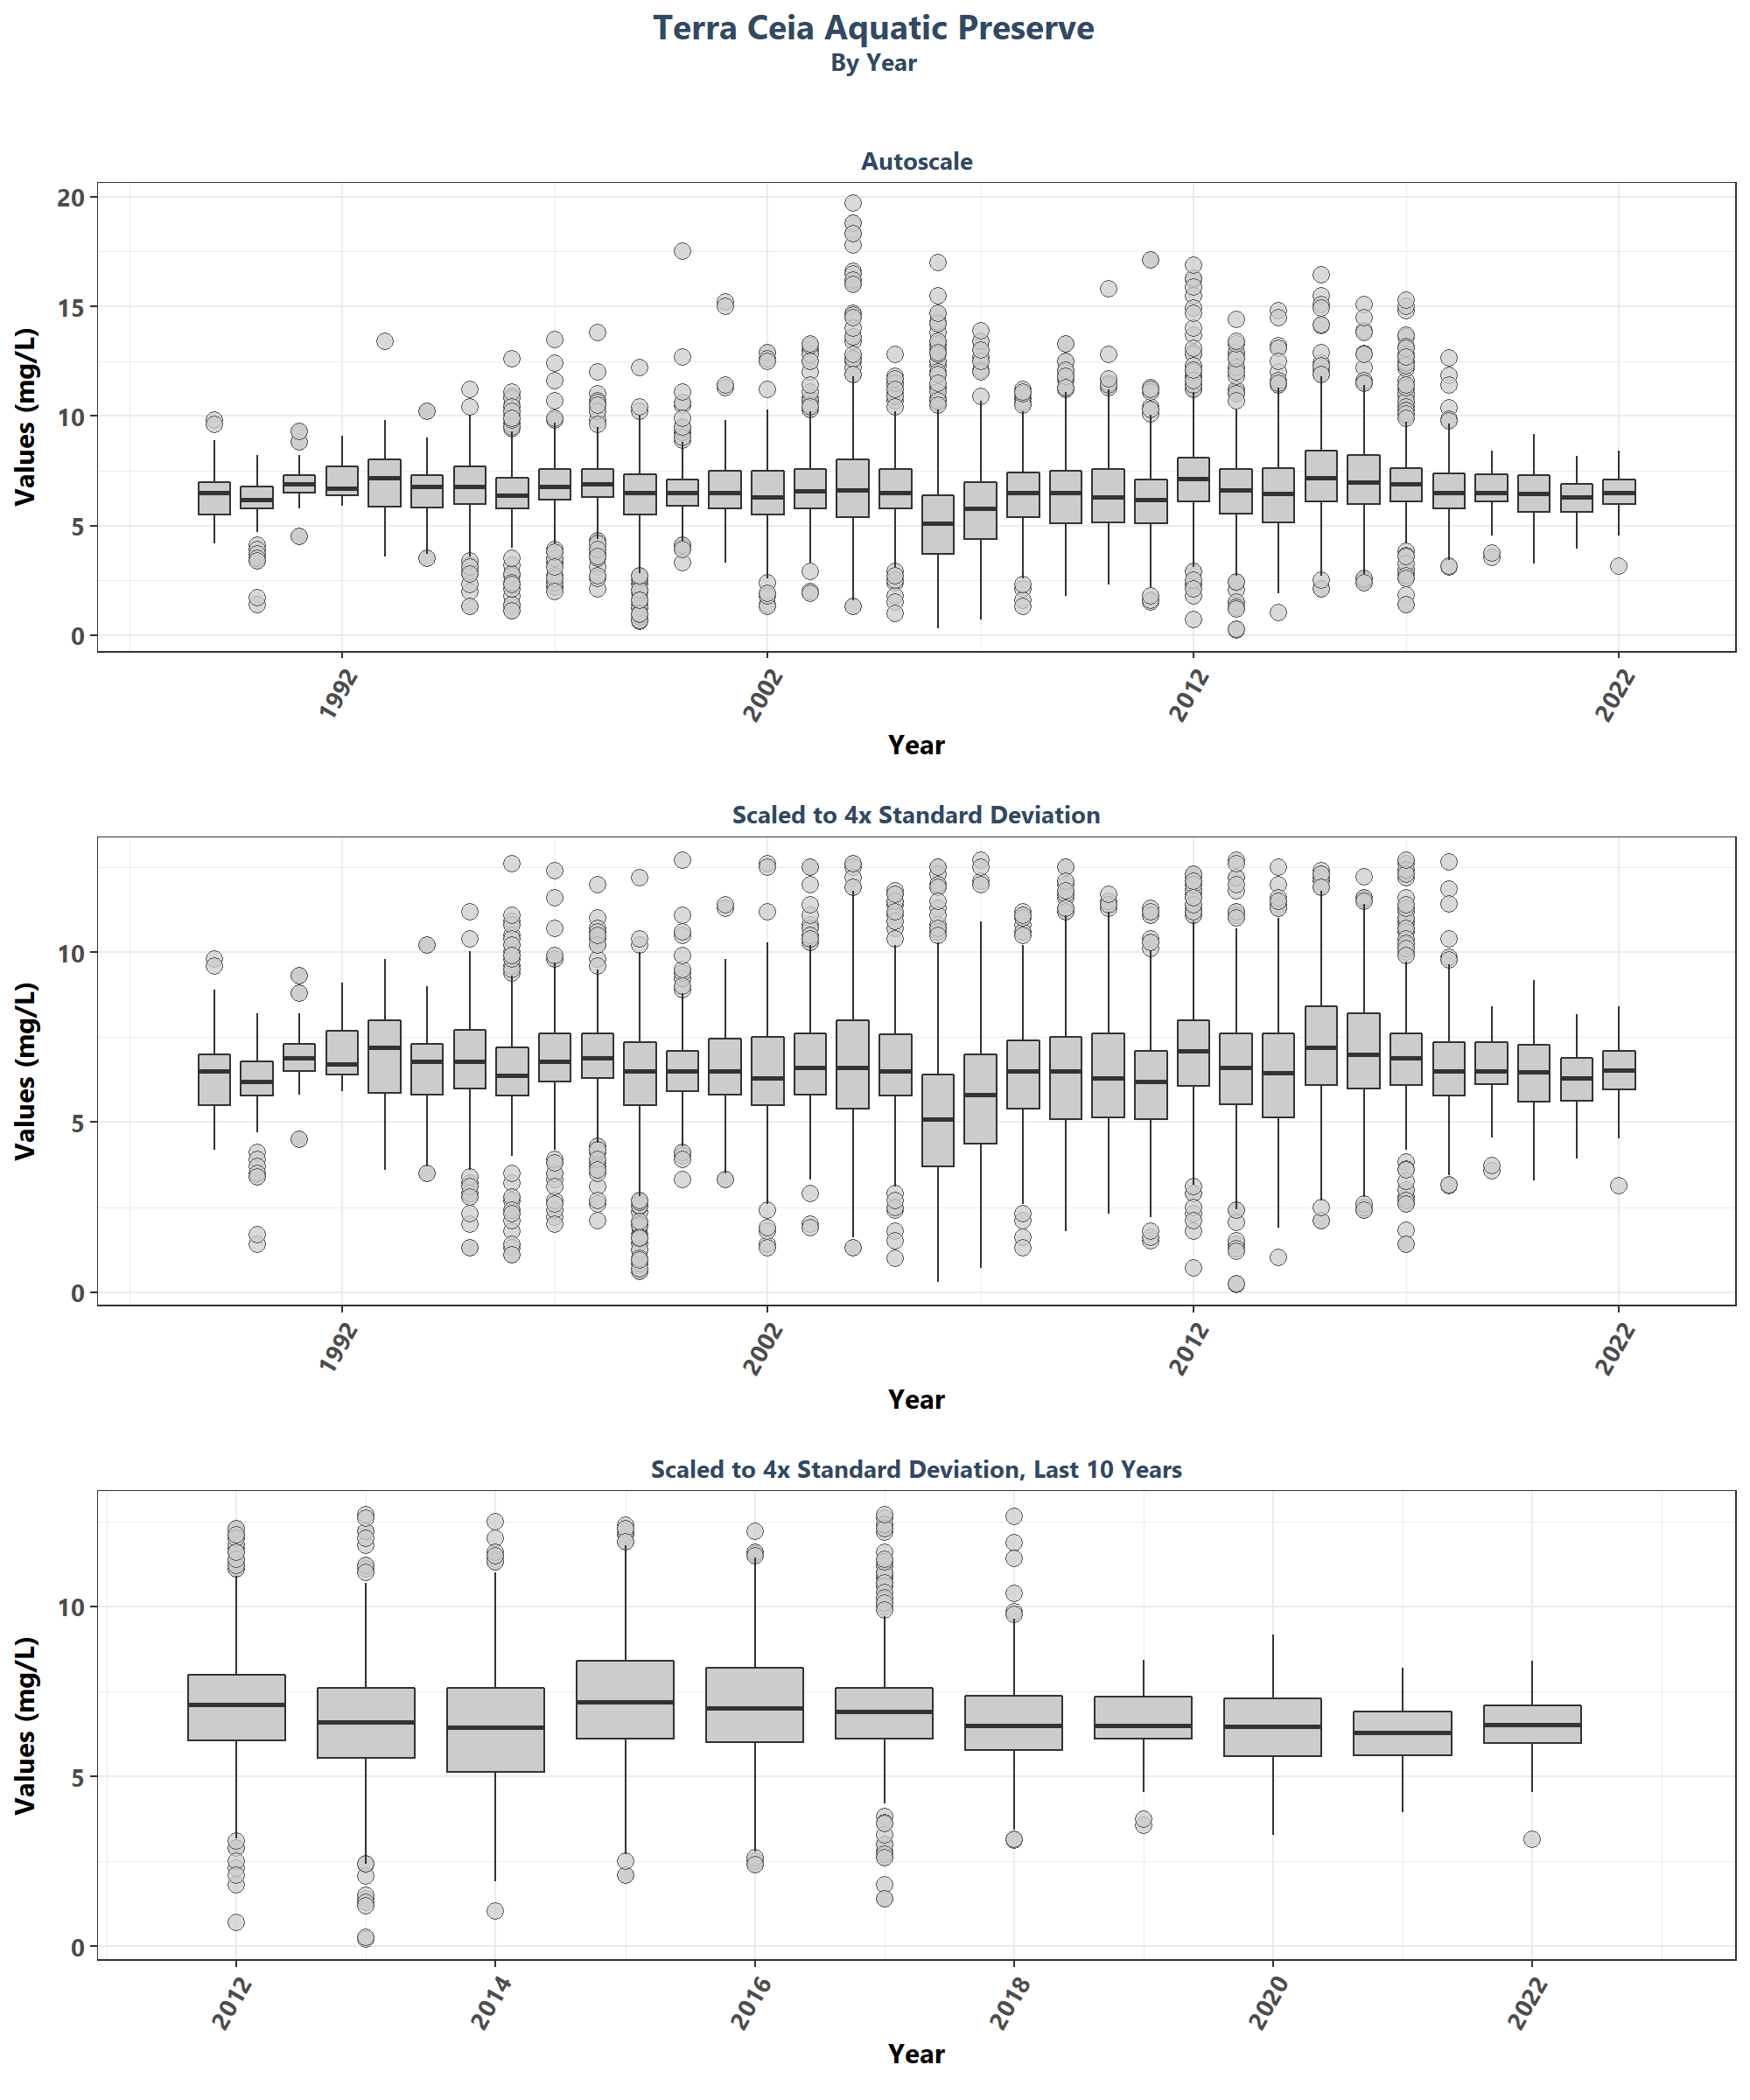 Terra Ceia Aquatic Preserve
By Year
Autoscale
Values (mg/L)
20
15
10
5
0
1992 2002 2012 2022
Year
Scaled to 4x Standard Deviation
Values (mg/L)
10
5
0
1992 2002 2012 2022
Year
Scaled to 4x Standard Deviation, Last 10 Years
Values (mg/L)
10
5
0
2012 2014 2016 2018 2020 2022
Year